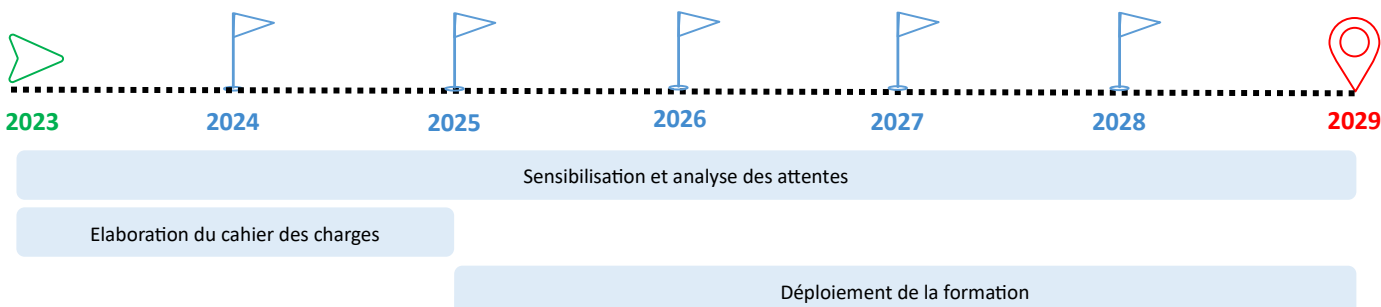 2023 2024 2025 2026 2027 2028 2029
Sensibilisation et analyse des attentes
Elaboration du cahier des charges
Déploiement de la formation